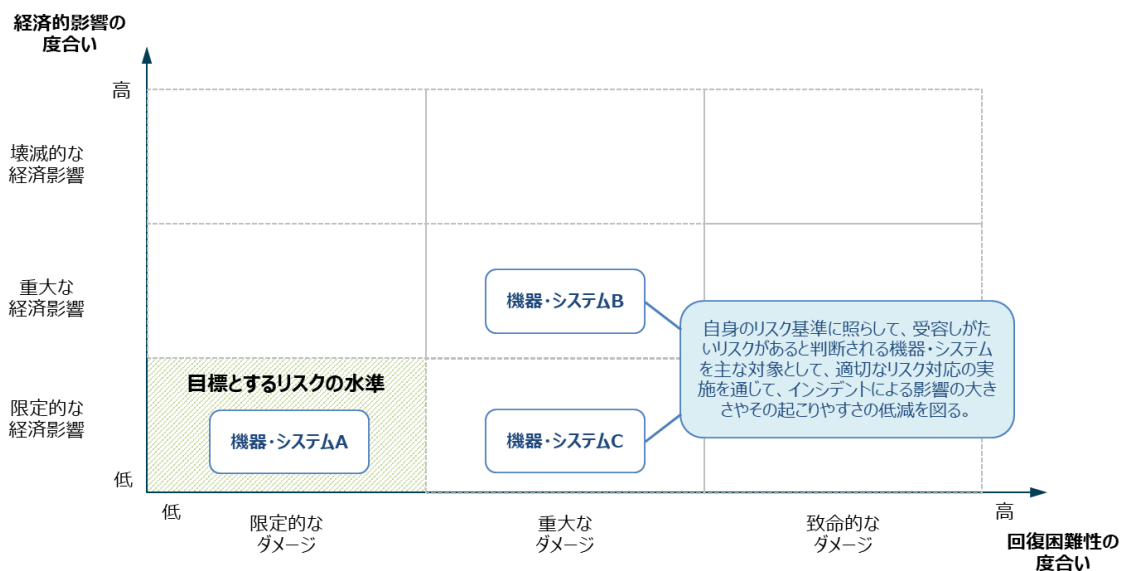 経済的影響の
度合い
高
壊滅的な
経済影響
重大な
経済影響
機器・システムB
自身のリスク基準に照らして、受容しがた
いリスクがあると判断される機器・システム
を主な対象として、適切なリスク対応の実
施を通じて、インシデントによる影響の大き
さやその起こりやすさの低減を図る。
目標とするリスクの水準
限定的な
経済影響
機器・システムA
機器・システムC
低
低
限定的な
ダメージ
重大な
ダメージ
致命的な
ダメージ
高
回復困難性の
度合い